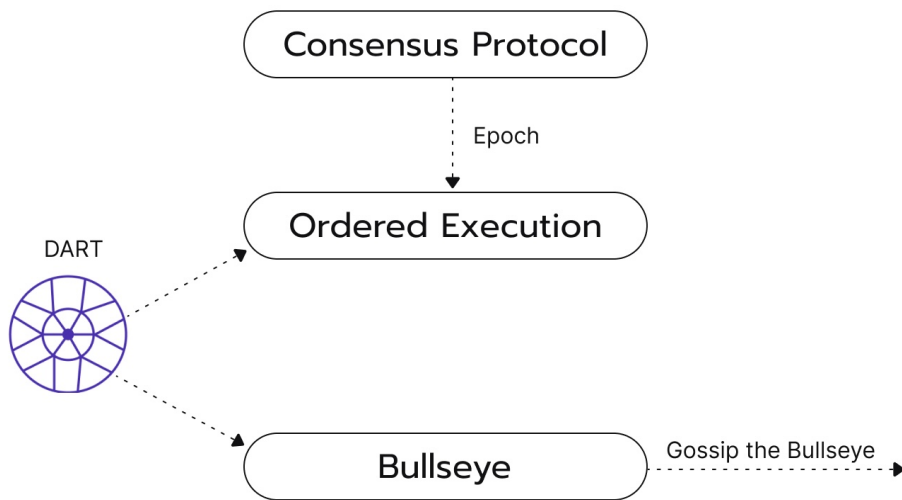 Consensus Protocol
Epoch
Ordered Execution
DART
Bullseye
Gossip the Bullseye